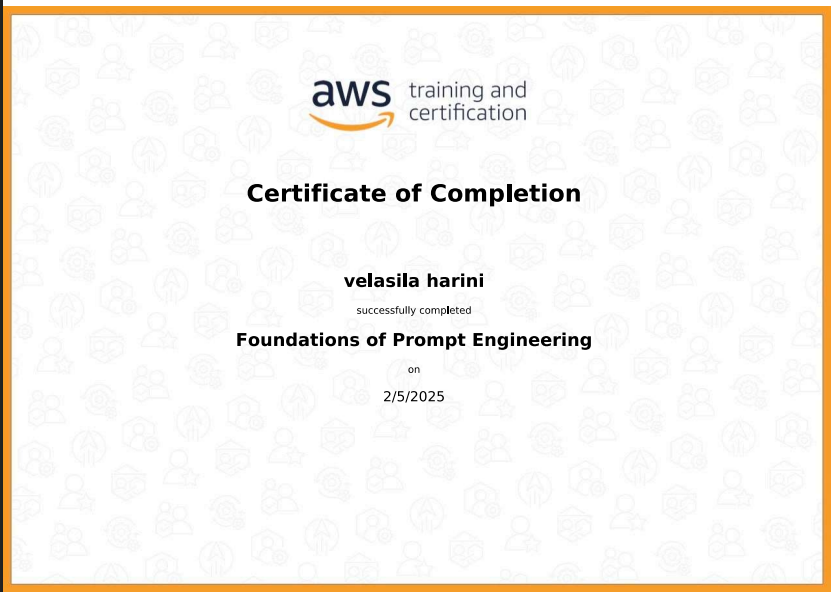 aws training and
certification
Certificate of Completion
velasila harini
successfully completed
Foundations of Prompt Engineering
on
2/5/2025